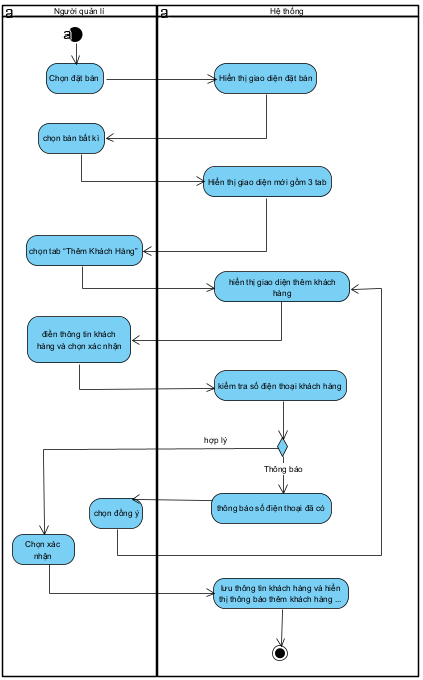 a Người quản lí
a Hệ thống
a
Chọn đặt bàn
Hiển thị giao diện đặt bàn
chọn bàn bất kì
Hiển thị giao diện mới gồm 3 tab
chọn tab "Thêm Khách Hàng"
hiển thị giao diện thêm khách
hàng
điền thông tin khách
hàng và chọn xác nhận
kiểm tra số điện thoại khách hàng
hợp lý
Thông báo
thông báo số điện thoại đã có
chọn đồng ý
Chọn xác
nhận
lưu thông tin khách hàng và hiển
thị thông báo thêm khách hàng ...